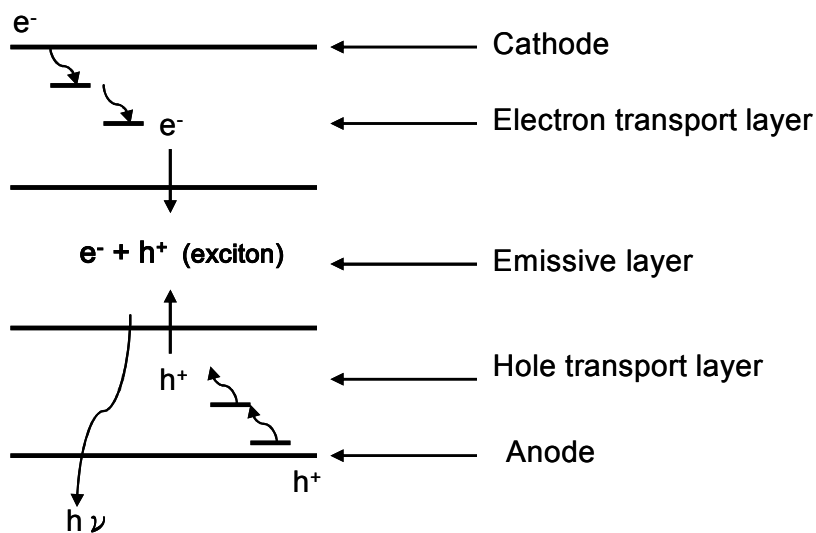 e⁻
Cathode
Electron transport layer
e⁻
e⁻ + h⁺ (exciton)
Emissive layer
Hole transport layer
h⁺
Anode
h⁺
h ν